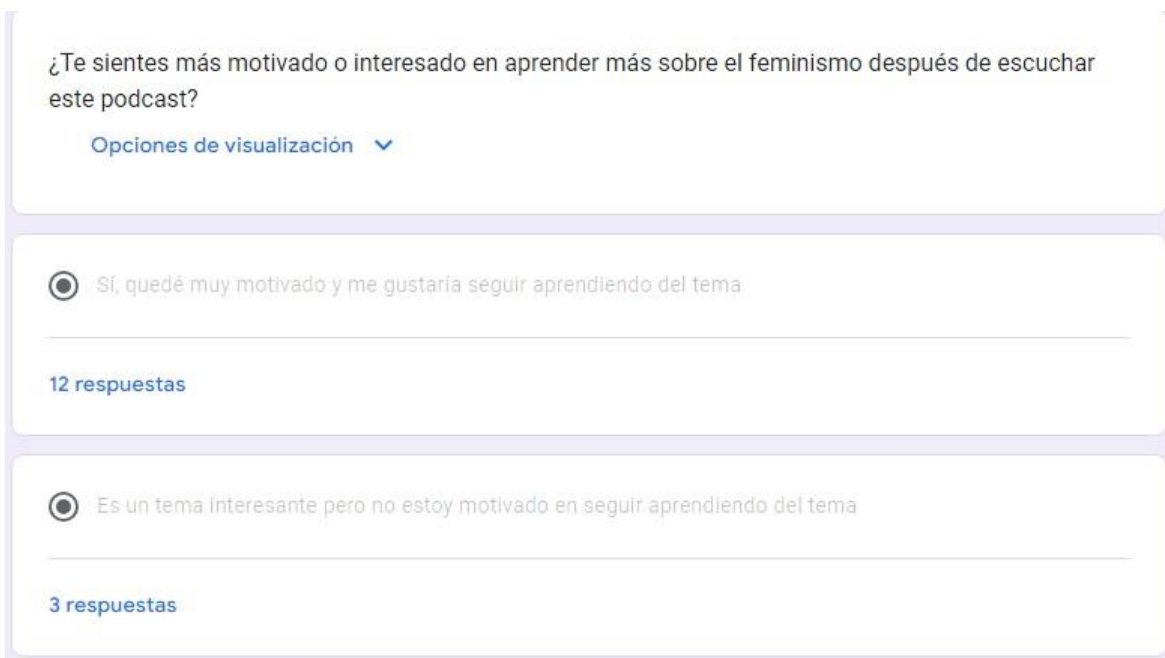 ¿Te sientes más motivado o interesado en aprender más sobre el feminismo después de escuchar
este podcast?
Opciones de visualización
Sí, quedé muy motivado y me gustaría seguir aprendiendo del tema
12 respuestas
Es un tema interesante pero no estoy motivado en seguir aprendiendo del tema
3 respuestas